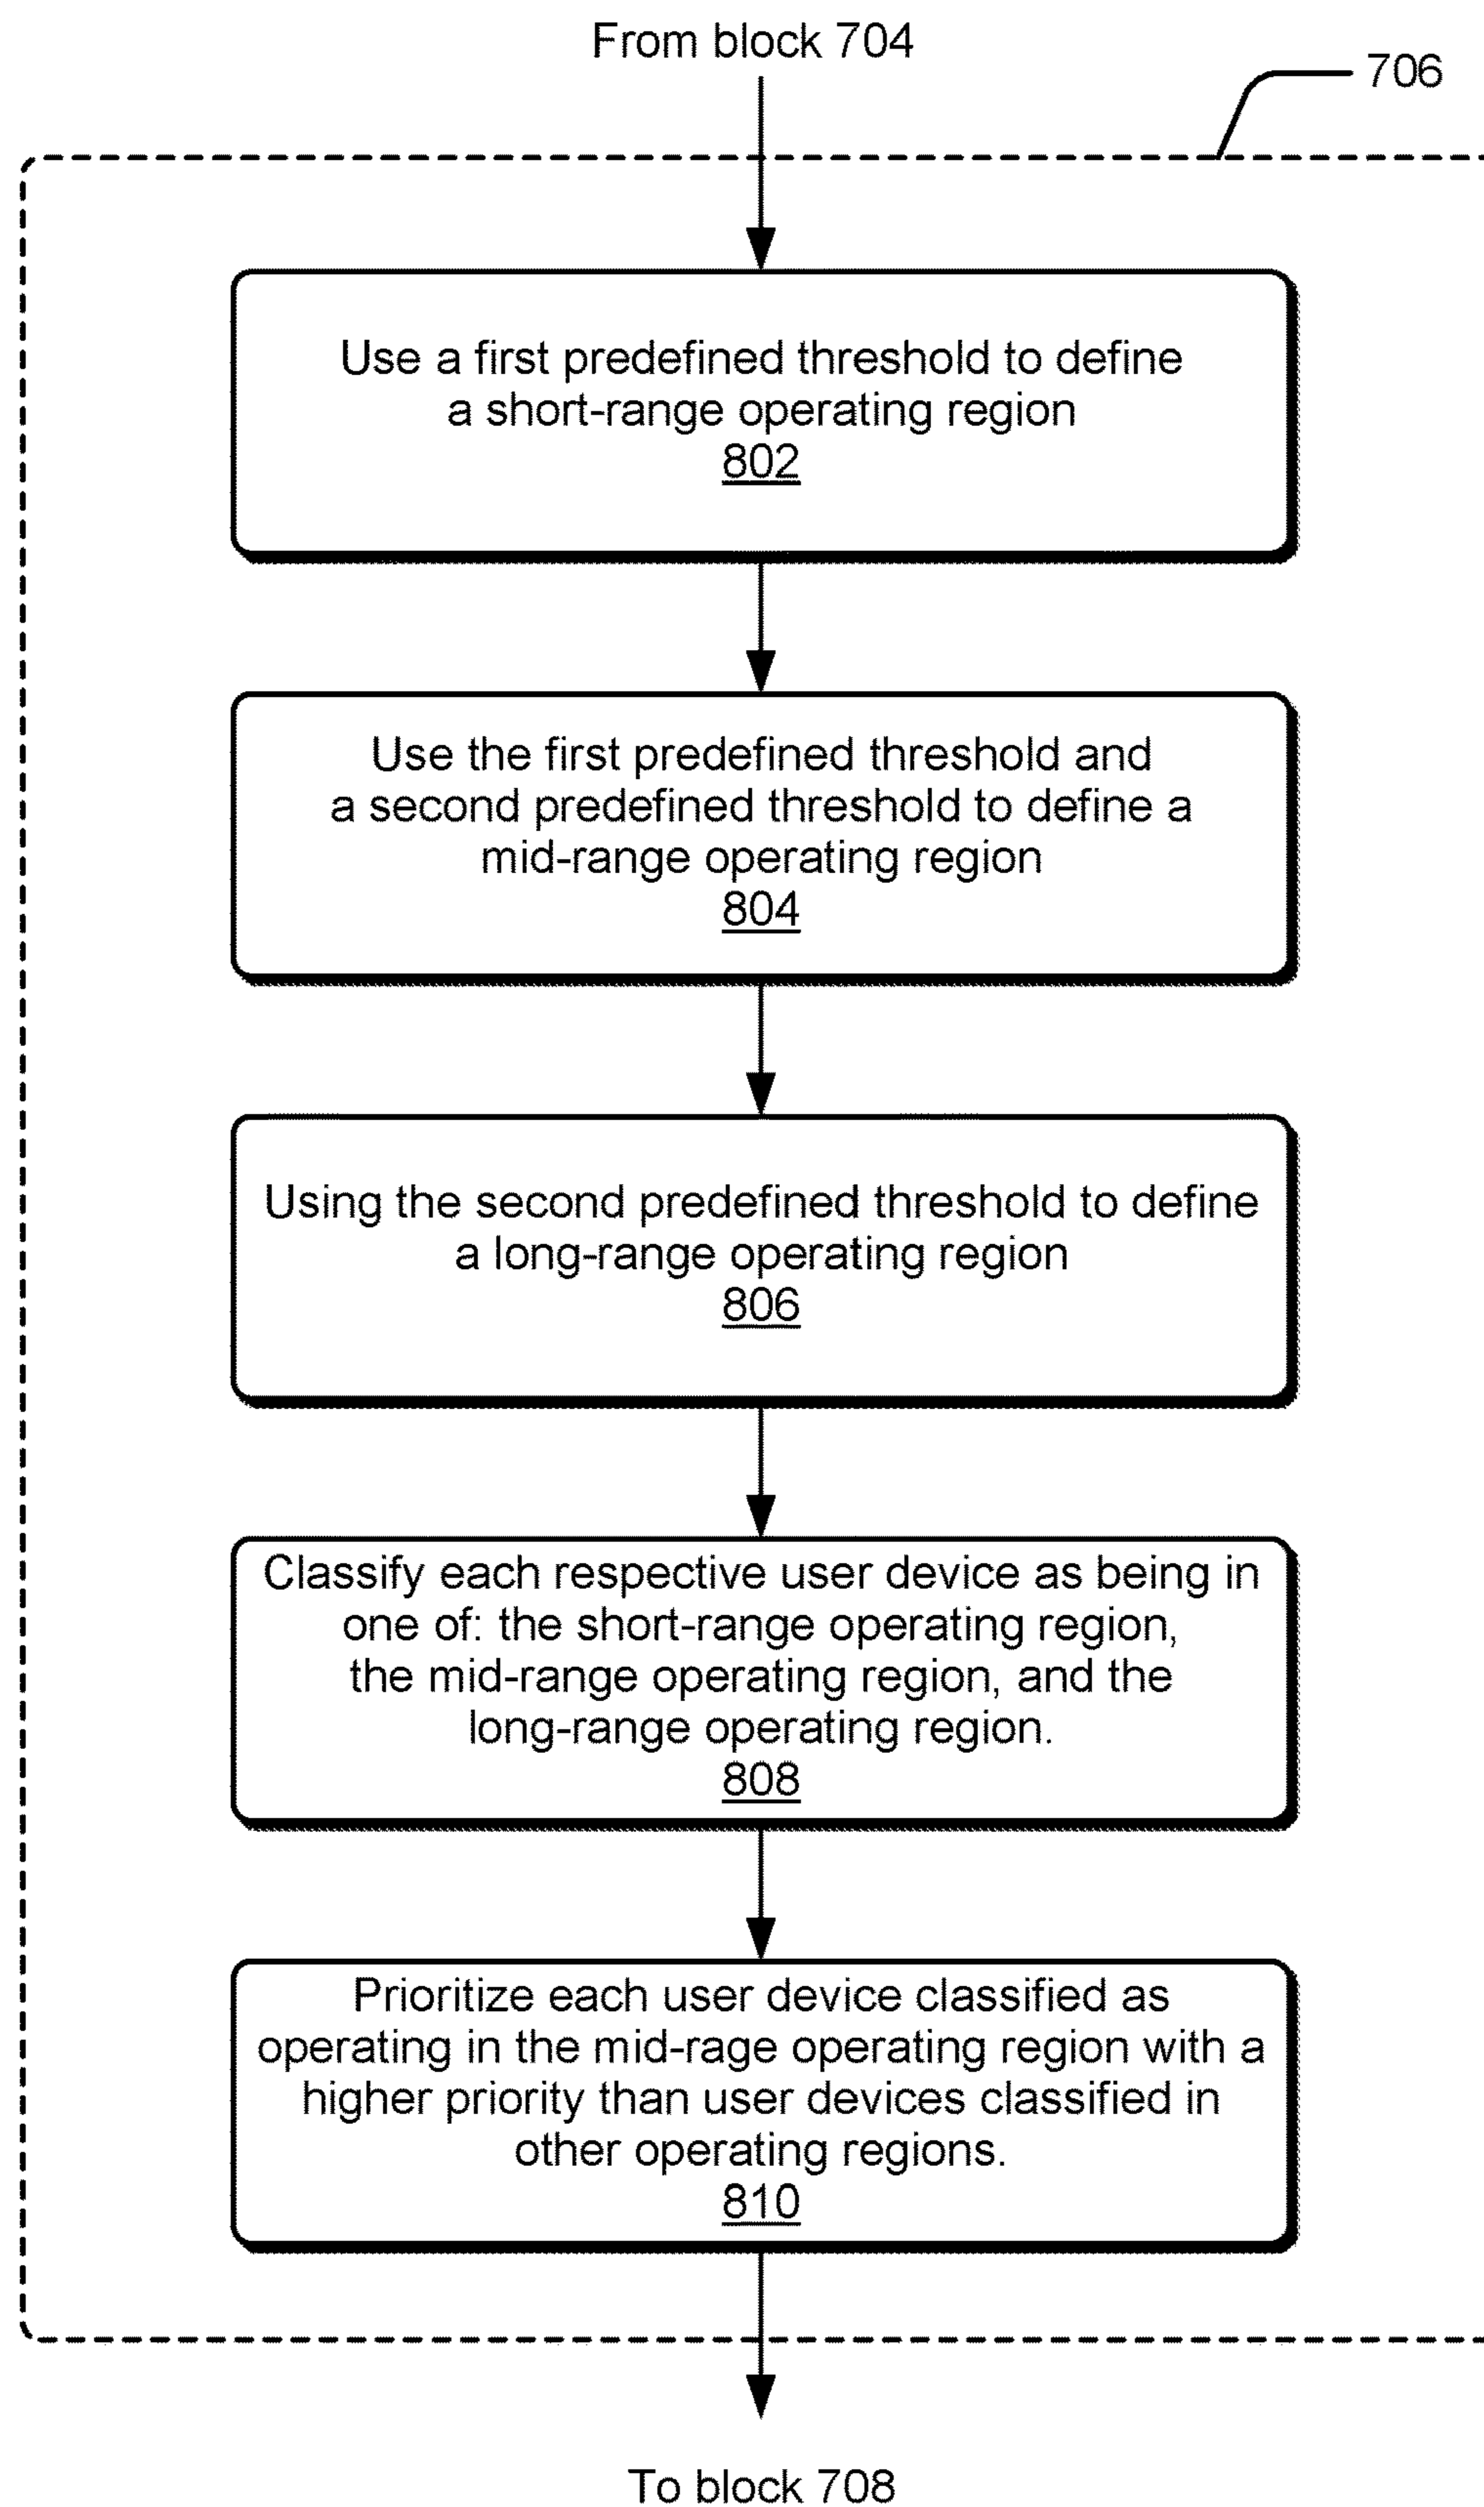 From block 704
706
Use a first predefined threshold to define
a short-range operating region
802
Use the first predefined threshold and
a second predefined threshold to define a
mid-range operating region
804
Using the second predefined threshold to define
a long-range operating region
806
Classify each respective user device as being in
one of: the short-range operating region,
the mid-range operating region, and the
long-range operating region.
808
Prioritize each user device classified as
operating in the mid-rage operating region with a
higher priority than user devices classified in
other operating regions.
810
To block 708